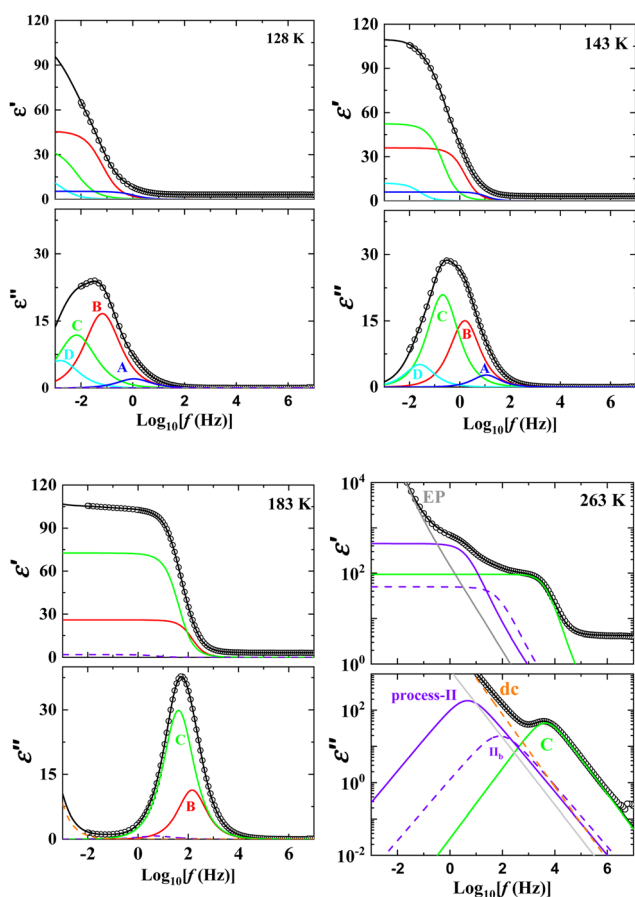 128 K
120
90
60
30
0
ε'
30
15
0
ε''
B
C
D
A
-2 0 2 4 6
Log10[f (Hz)]
143 K
120
90
60
30
0
ε'
30
15
0
ε''
C
B
A
-2 0 2 4 6
Log10[f (Hz)]
183 K
120
90
60
30
0
ε'
30
15
0
ε''
C
B
-2 0 2 4 6
Log10[f (Hz)]
263 K
EP
10^4
10^2
10^0
ε'
process-II
dc
II_b
C
10^2
10^0
10^-2
ε''
-2 0 2 4 6
Log10[f (Hz)]